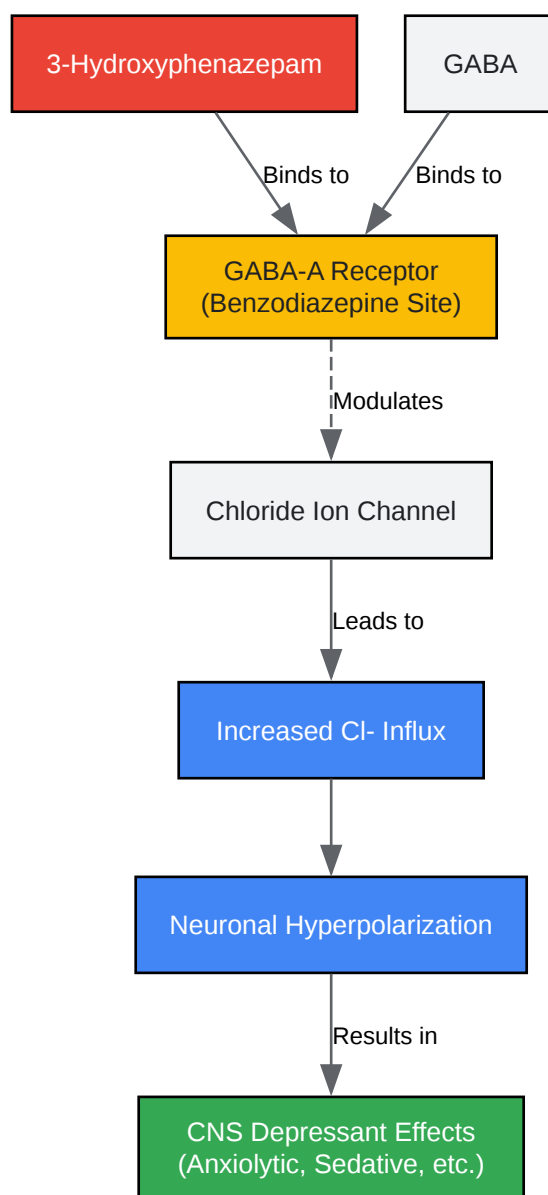 3-Hydroxyphenazepam
GABA
Binds to
Binds to
GABA-A Receptor
(Benzodiazepine Site)
Modulates
Chloride Ion Channel
Leads to
Increased Cl- Influx
Neuronal Hyperpolarization
Results in
CNS Depressant Effects
(Anxiolytic, Sedative, etc.)